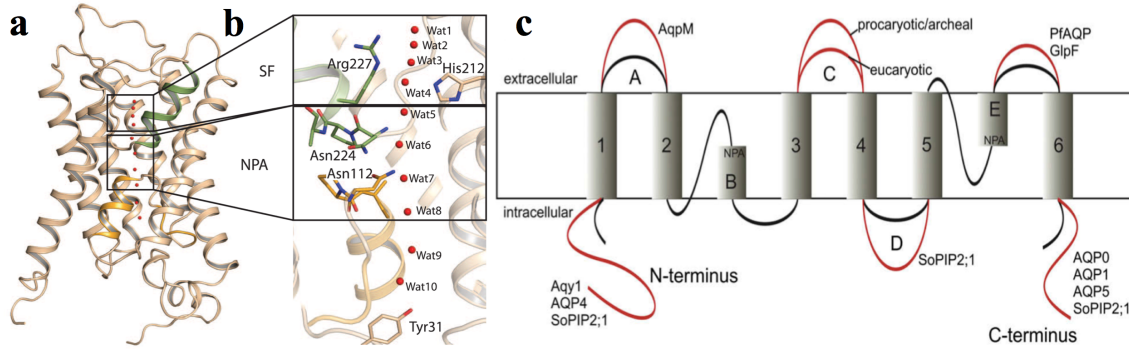 a
b
c
SF
NPA
Arg227
His212
Asn224
Asn112
Tyr31
Wat1
Wat2
Wat3
Wat4
Wat5
Wat6
Wat7
Wat8
Wat9
Wat10
AqpM
procaryotic/archeal
eucaryotic
PfAQP
GlpF
extracellular
A
C
E
1
2
NPA
B
3
4
5
NPA
6
intracellular
D
SoPIP2;1
N-terminus
Aqy1
AQP4
SoPIP2;1
AQP0
AQP1
AQP5
SoPIP2;1
C-terminus